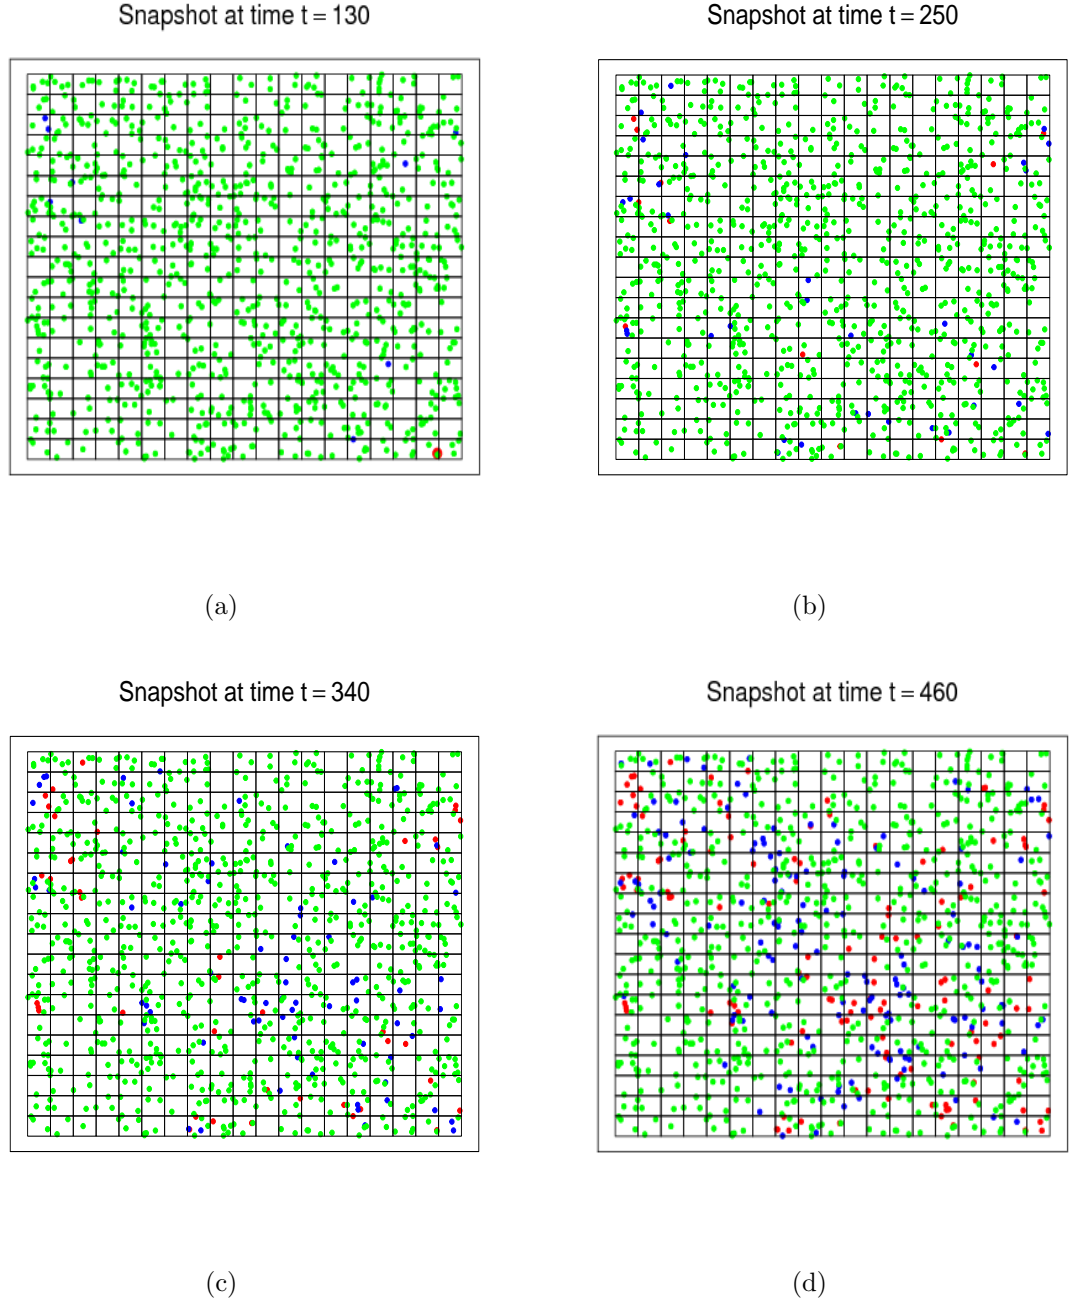 Snapshot at time t = 130
Snapshot at time t = 250
(a)
(b)
Snapshot at time t = 340
Snapshot at time t = 460
(c)
(d)